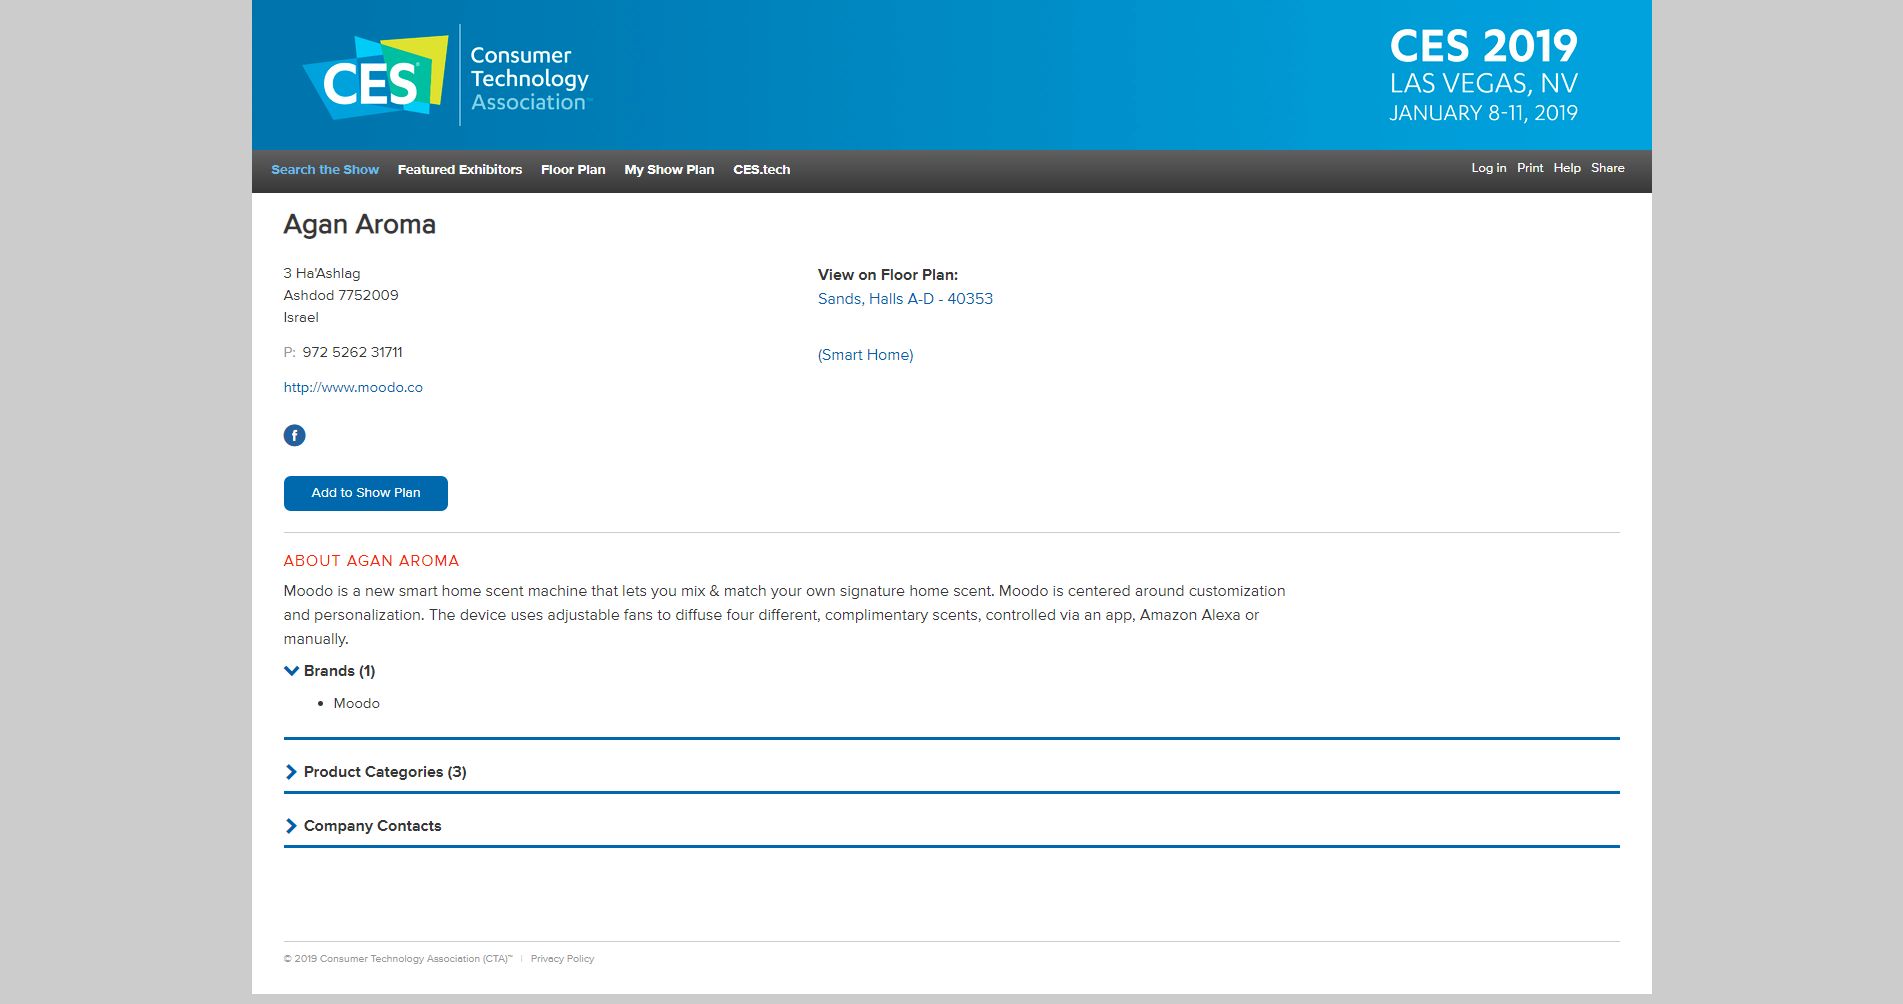 CES®
Consumer
Technology
Association™
CES 2019
LAS VEGAS, NV
JANUARY 8-11, 2019
Search the Show Featured Exhibitors Floor Plan My Show Plan CES.tech
Log in Print Help Share
Agan Aroma
3 Ha'Ashlag
Ashdod 7752009
Israel
P: 972 5262 31711
http://www.moodo.co
f
Add to Show Plan
View on Floor Plan:
Sands, Halls A-D - 40353
(Smart Home)
ABOUT AGAN AROMA
Moodo is a new smart home scent machine that lets you mix & match your own signature home scent. Moodo is centered around customization
and personalization. The device uses adjustable fans to diffuse four different, complimentary scents, controlled via an app, Amazon Alexa or
manually.
Brands (1)
• Moodo
Product Categories (3)
Company Contacts
© 2019 Consumer Technology Association (CTA)™ | Privacy Policy